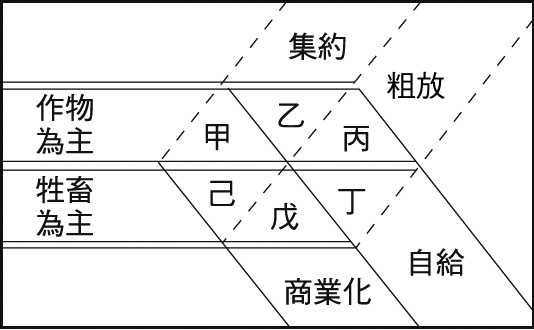 集約
粗放
作物
為主
甲
乙
丙
牲畜
為主
己
戊
丁
自給
商業化